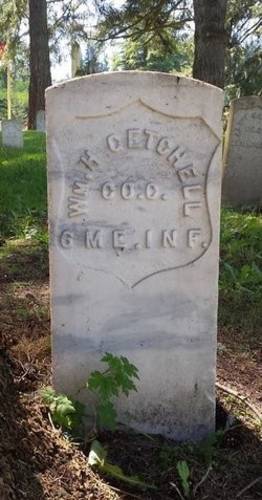 WM. H. GETCHELL
CO. D.
6 ME. INF.